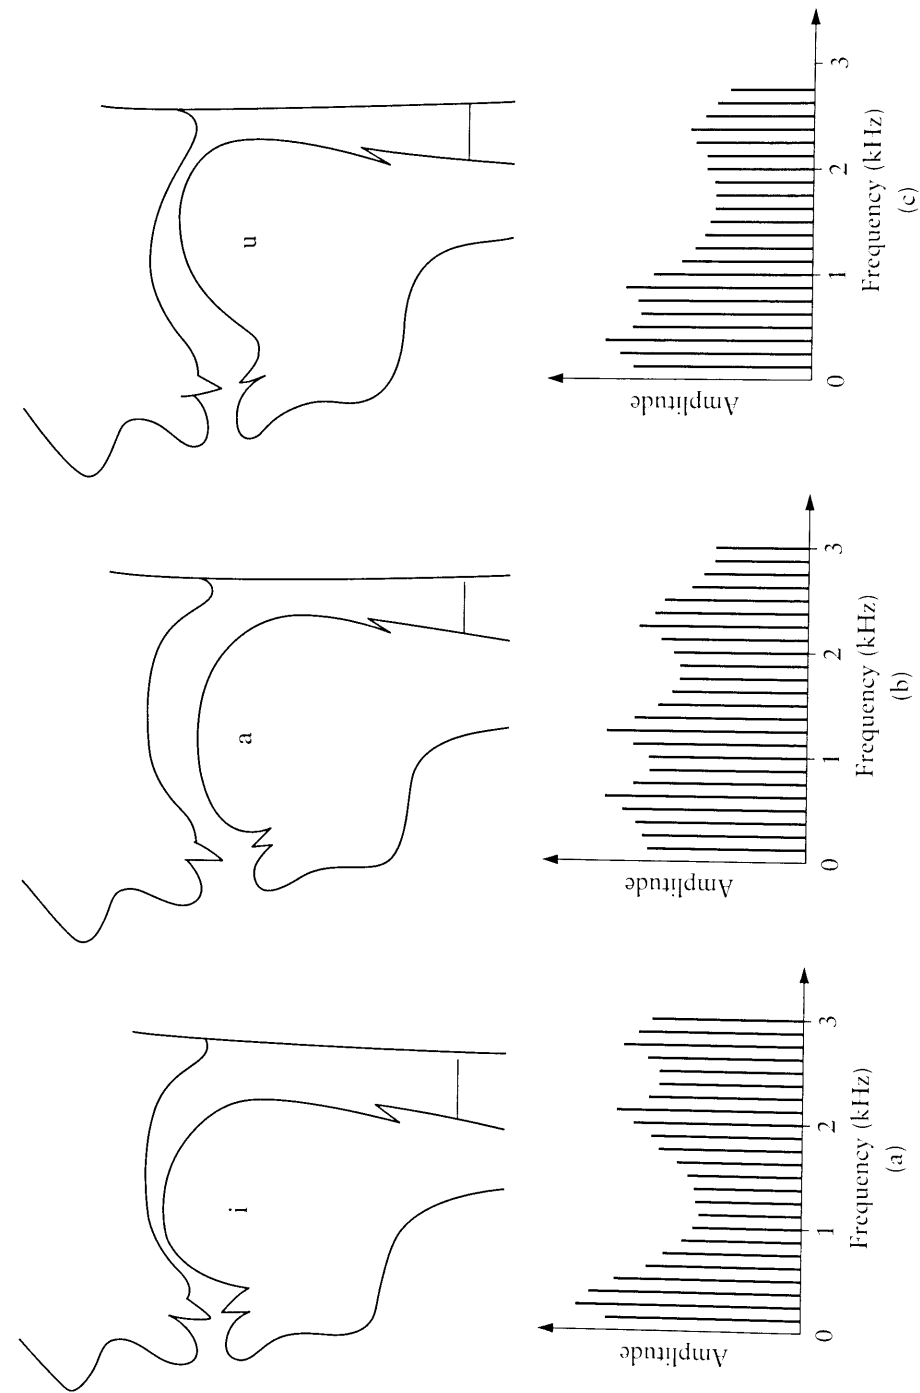 i
Amplitude
0 1 2 3
Frequency (kHz)
(a)
a
Amplitude
0 1 2 3
Frequency (kHz)
(b)
u
Amplitude
0 1 2 3
Frequency (kHz)
(c)